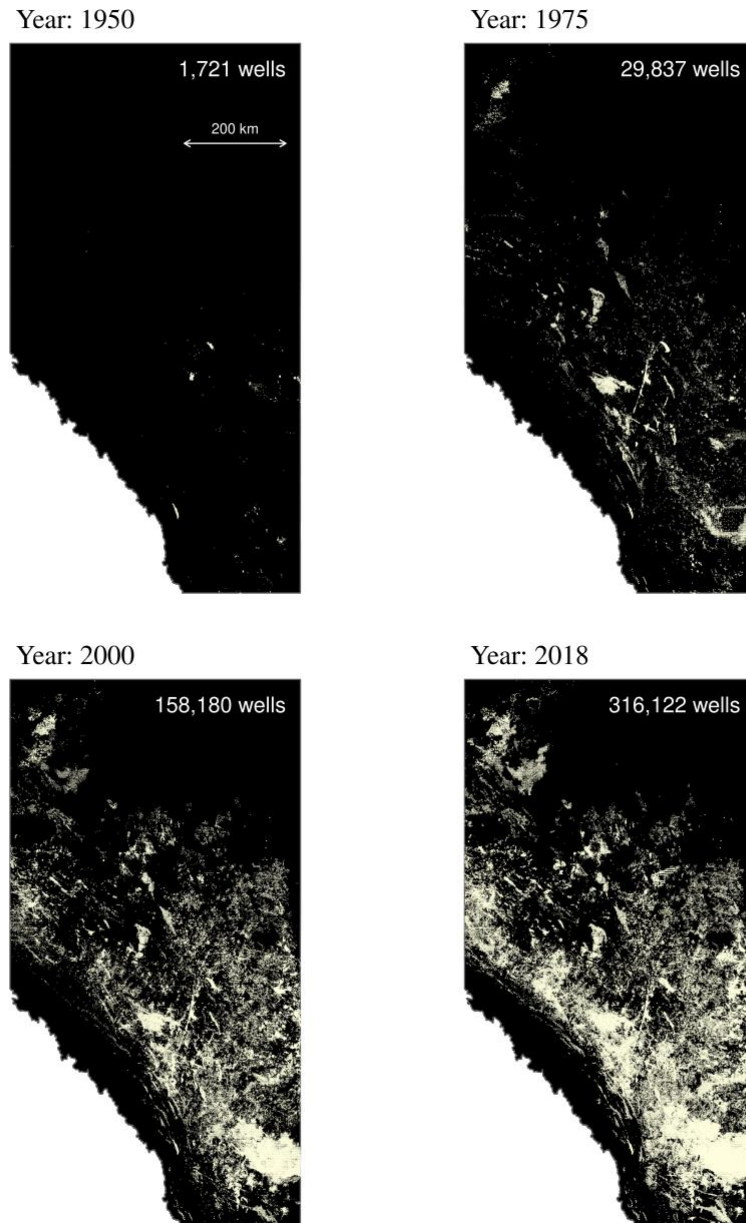 Year: 1950
1,721 wells
200 km
Year: 1975
29,837 wells
Year: 2000
158,180 wells
Year: 2018
316,122 wells